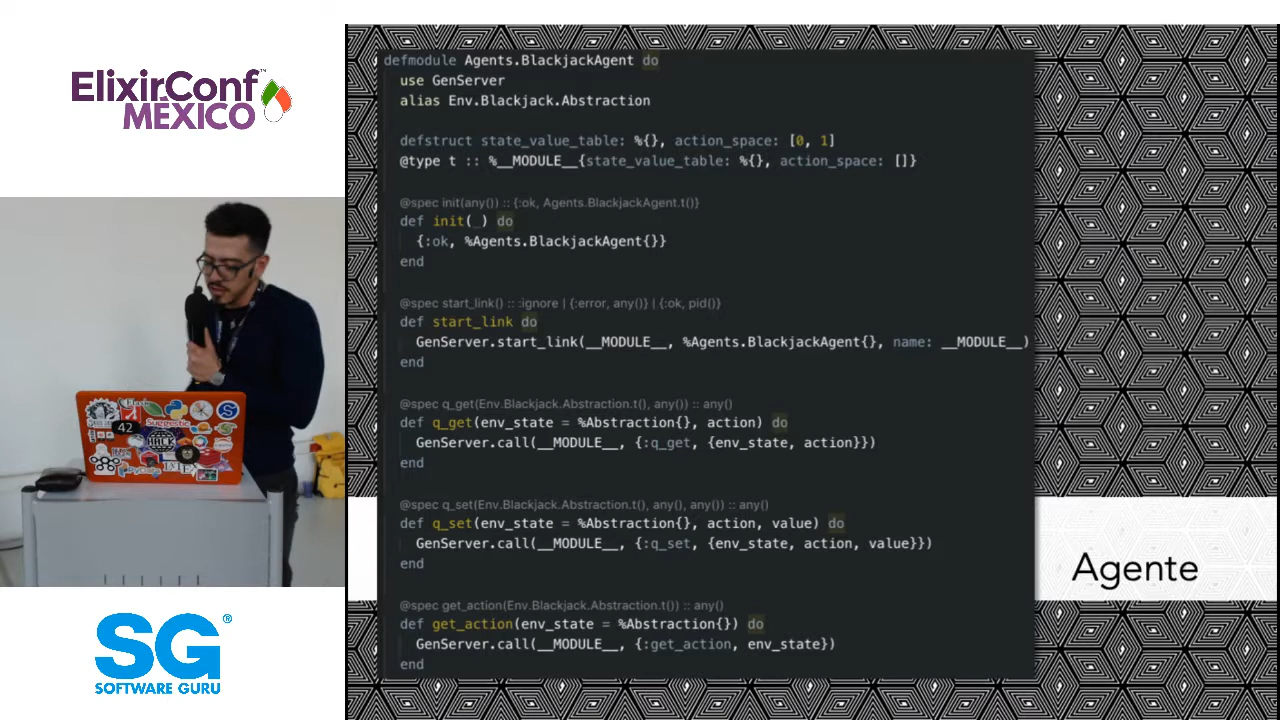 ElixirConf™
MÉXICO
defmodule Agents.BlackjackAgent do
use GenServer
alias Env.Blackjack.Abstraction
defstruct state_value_table: %{}, action_space: [0, 1]
@type t :: %__MODULE__{state_value_table: %{}, action_space: []}
@spec init(any()) :: {:ok, Agents.BlackjackAgent.t()}
def init(_) do
{:ok, %Agents.BlackjackAgent{}}
end
@spec start_link() :: :ignore | {:error, any()} | {:ok, pid()}
def start_link do
GenServer.start_link(__MODULE__, %Agents.BlackjackAgent{}, name: __MODULE__)
end
@spec q_get(Env.Blackjack.Abstraction.t(), any()) :: any()
def q_get(env_state = %Abstraction{}, action) do
GenServer.call(__MODULE__, {:q_get, {env_state, action}})
end
@spec q_set(Env.Blackjack.Abstraction.t(), any(), any()) :: any()
def q_set(env_state = %Abstraction{}, action, value) do
GenServer.call(__MODULE__, {:q_set, {env_state, action, value}})
end
@spec get_action(Env.Blackjack.Abstraction.t()) :: any()
def get_action(env_state = %Abstraction{}) do
GenServer.call(__MODULE__, {:get_action, env_state})
end
Agente
42
Suggestic
HACK
SG®
SOFTWARE GURU